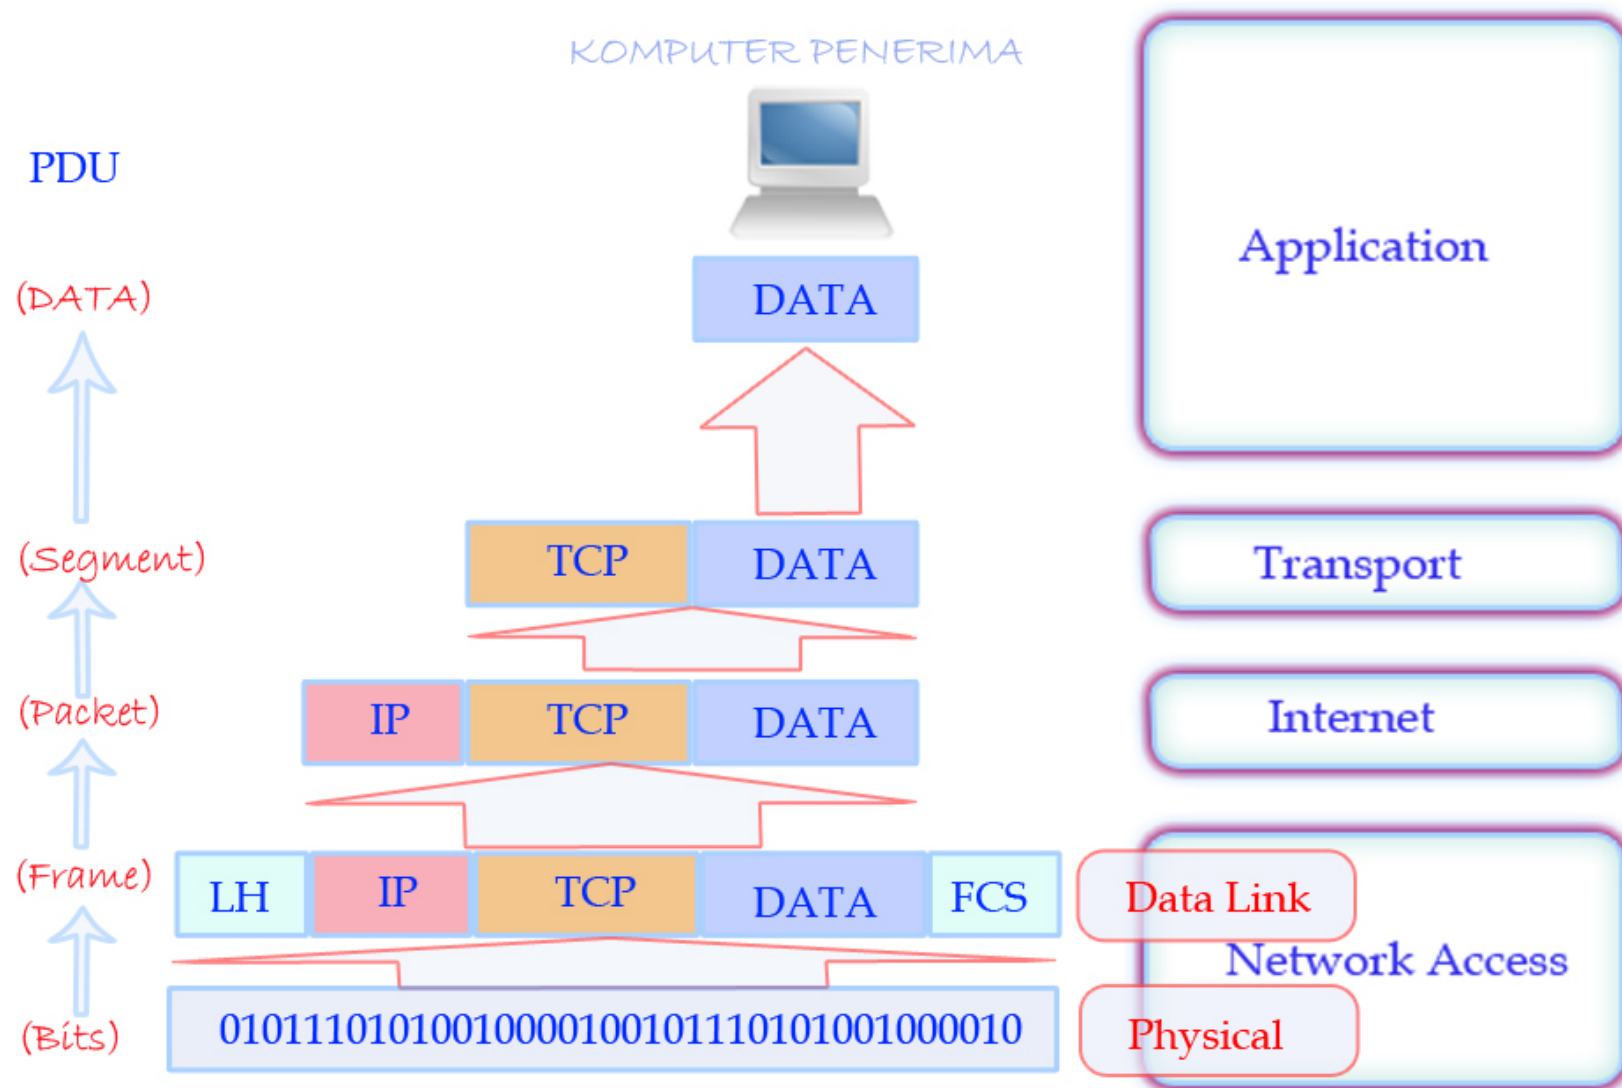 KOMPUTER PENERIMA
PDU
Application
(DATA)
DATA
(Segment)
TCP DATA
Transport
(Packet)
IP TCP DATA
Internet
(Frame)
LH IP TCP DATA FCS
Data Link
Network Access
(Bits)
0101110101001000010010111010100100001​0
Physical